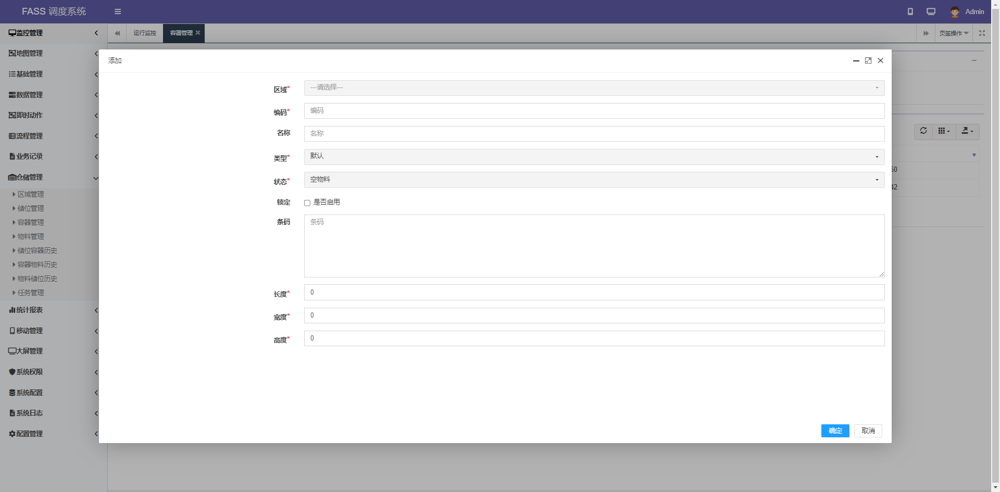 FASS 调度系统
Admin
监控管理
地图管理
基础管理
数据管理
即时动作
流程管理
业务记录
仓储管理
区域管理
储位管理
容器管理
物料管理
储位容器历史
容器物料历史
物料储位历史
任务管理
统计报表
移动管理
大屏管理
系统权限
系统配置
系统日志
配置管理
运行监控
容器管理
页签操作
添加
区域*
---请选择---
编码*
编码
名称
名称
类型*
默认
状态*
空物料
锁定
是否启用
条码
条码
长度*
0
宽度*
0
高度*
0
确定
取消
50
42